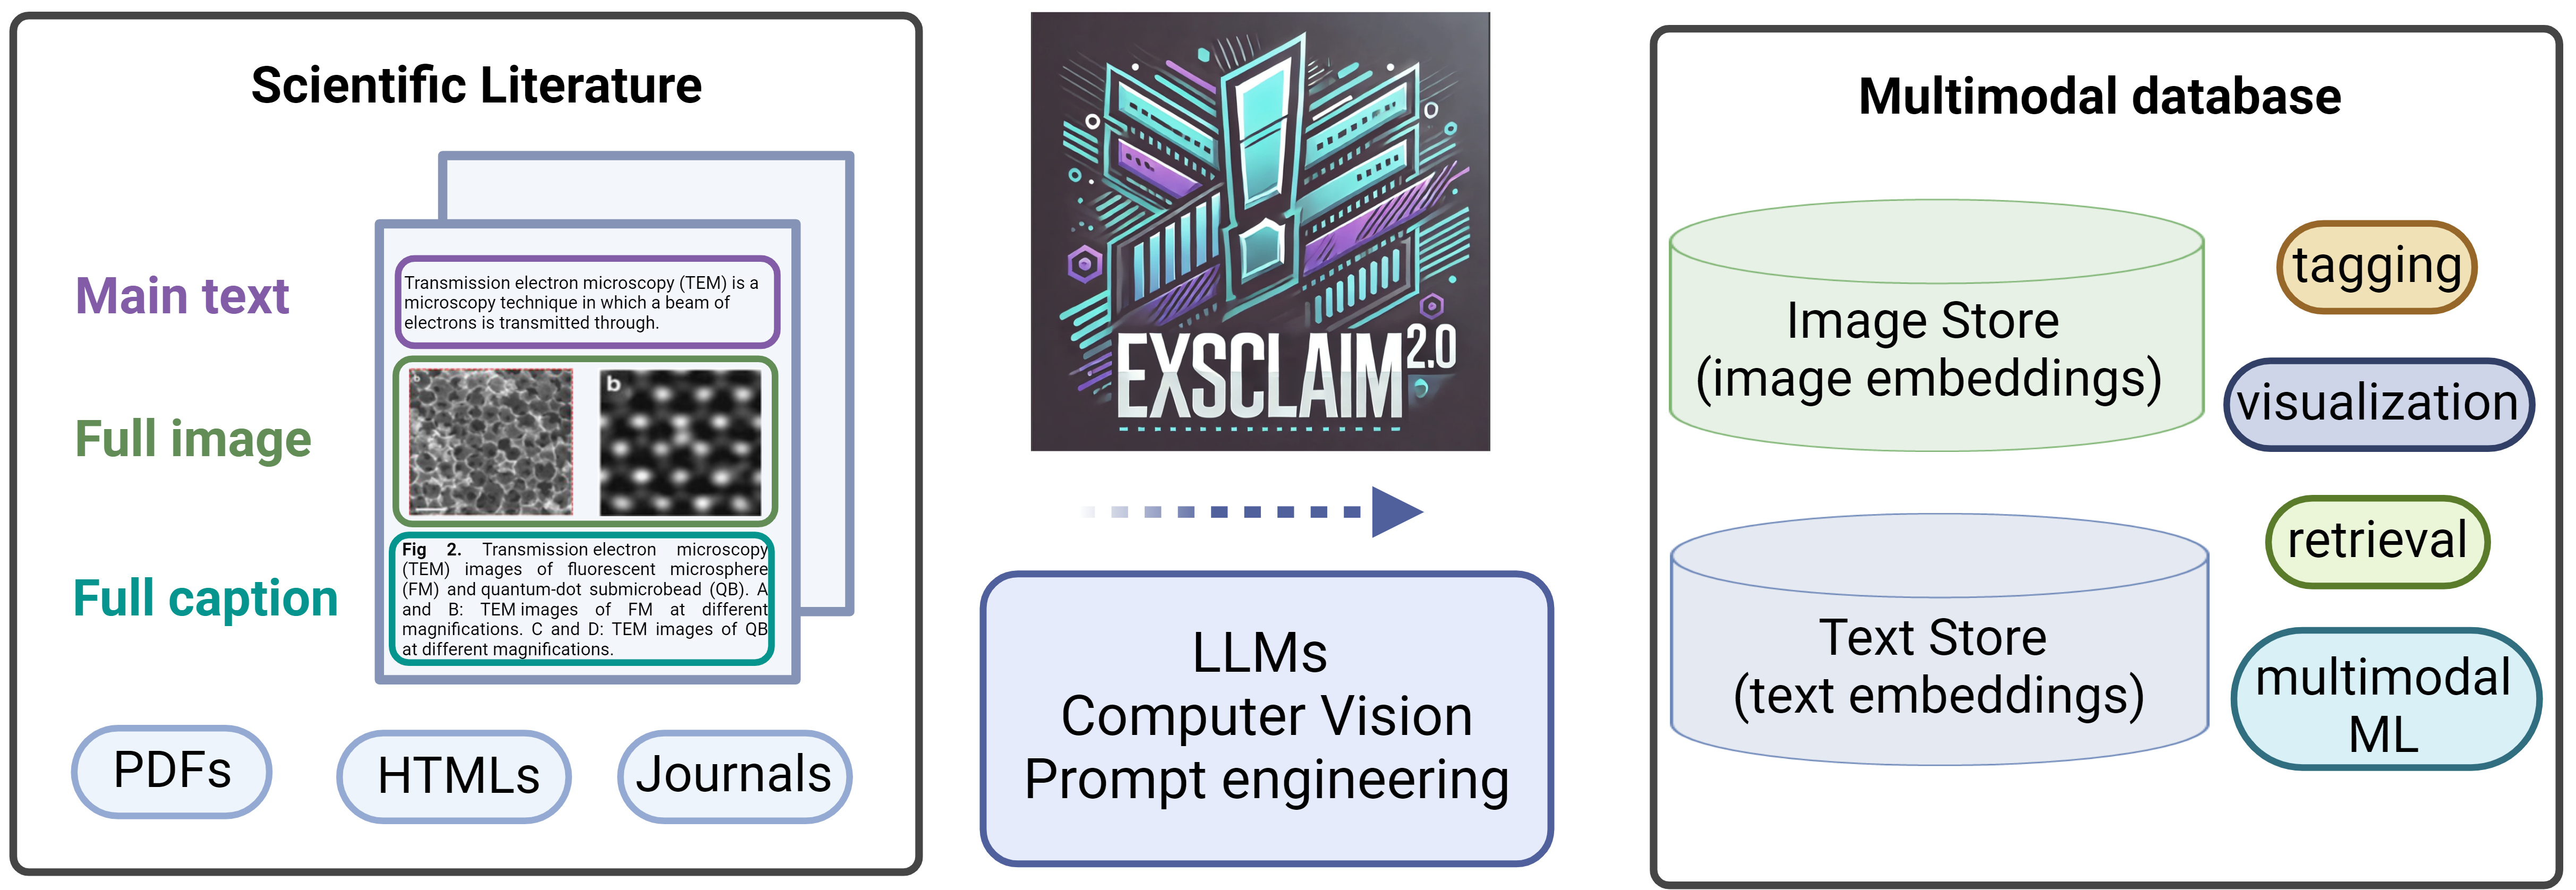 Scientific Literature
Main text
Transmission electron microscopy (TEM) is a
microscopy technique in which a beam of
electrons is transmitted through.
Full image
b
Full caption
Fig 2. Transmission electron microscopy
(TEM) images of fluorescent microsphere
(FM) and quantum-dot submicrobead (QB). A
and B: TEM images of FM at different
magnifications. C and D: TEM images of QB
at different magnifications.
PDFs
HTMLs
Journals
EXSCLAIM 2.0
LLMs
Computer Vision
Prompt engineering
Multimodal database
Image Store
(image embeddings)
Text Store
(text embeddings)
tagging
visualization
retrieval
multimodal
ML